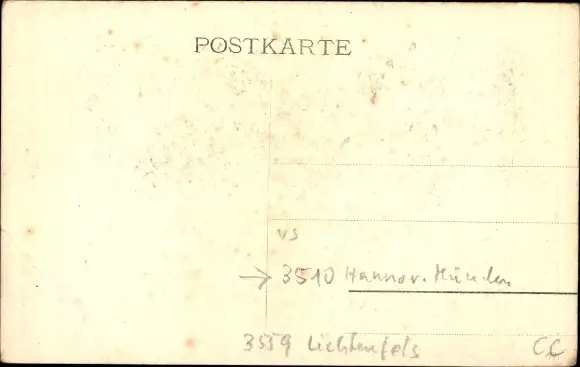 POSTKARTE
vs
→ 3510 Hannov. Münden
3559 Lichtenfels
CC